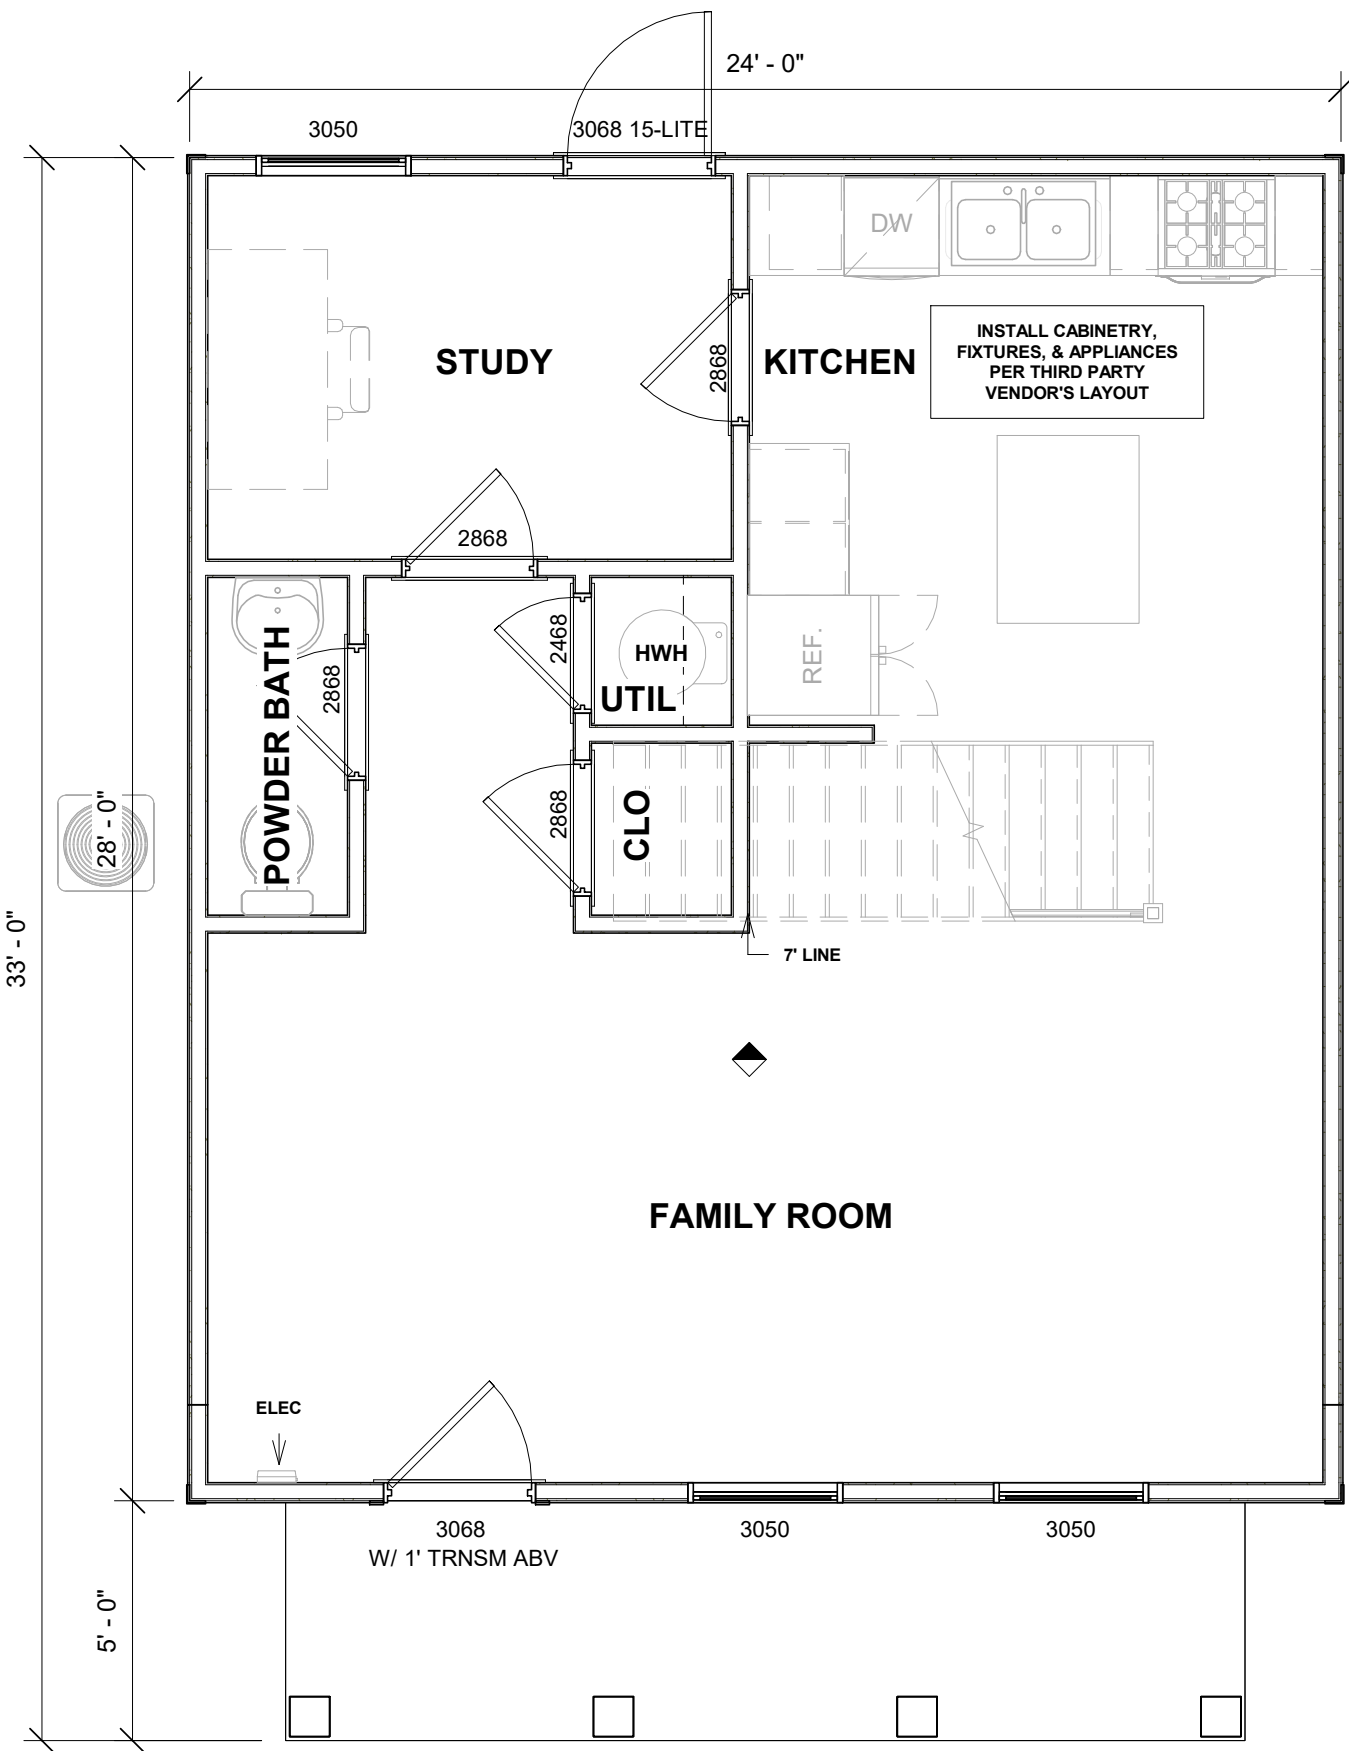 24' - 0"
3050
3068 15-LITE
DW
STUDY
2868
KITCHEN
INSTALL CABINETRY,
FIXTURES, & APPLIANCES
PER THIRD PARTY
VENDOR'S LAYOUT
2868
POWDER BATH
2868
2468
HWH
UTIL
REF.
2868
CLO
28' - 0"
33' - 0"
7' LINE
FAMILY ROOM
ELEC
3068
W/ 1' TRNSM ABV
3050
3050
5' - 0"